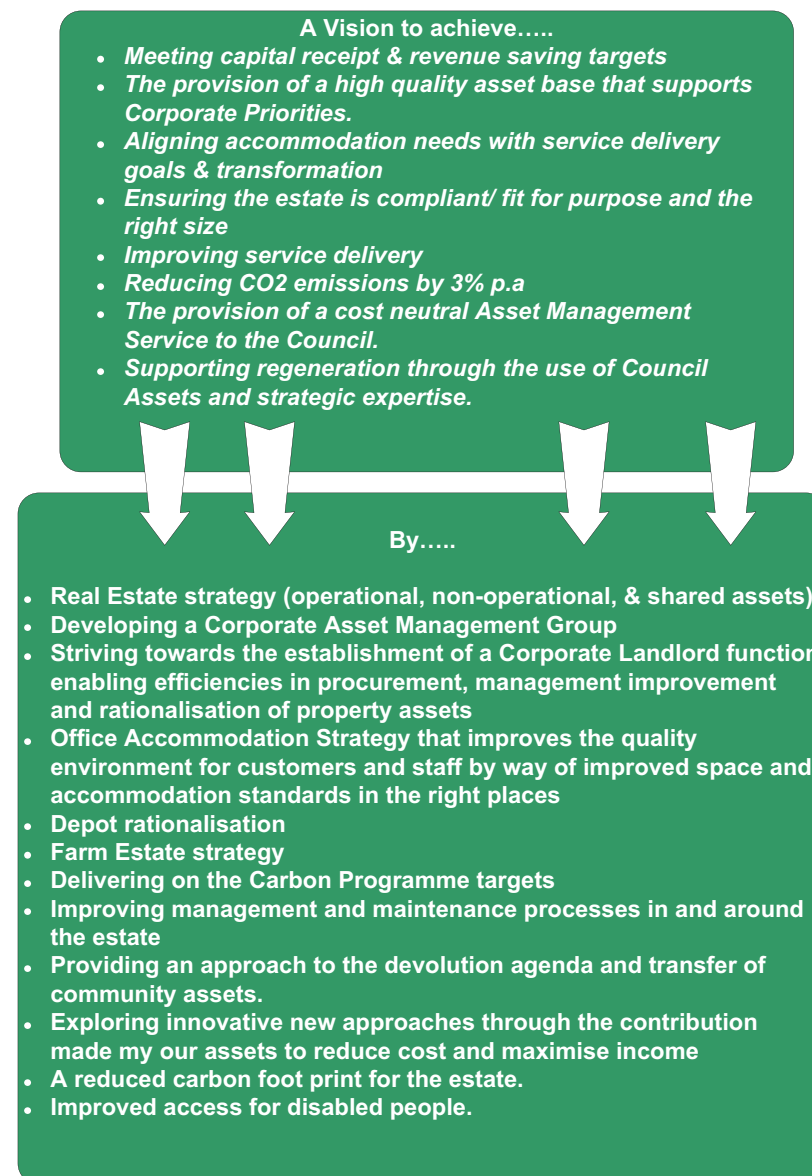 A Vision to achieve…..
• Meeting capital receipt & revenue saving targets
• The provision of a high quality asset base that supports
Corporate Priorities.
• Aligning accommodation needs with service delivery
goals & transformation
• Ensuring the estate is compliant/ fit for purpose and the
right size
• Improving service delivery
• Reducing CO2 emissions by 3% p.a
• The provision of a cost neutral Asset Management
Service to the Council.
• Supporting regeneration through the use of Council
Assets and strategic expertise.
By…..
• Real Estate strategy (operational, non-operational, & shared assets)
• Developing a Corporate Asset Management Group
• Striving towards the establishment of a Corporate Landlord function
enabling efficiencies in procurement, management improvement
and rationalisation of property assets
• Office Accommodation Strategy that improves the quality
environment for customers and staff by way of improved space and
accommodation standards in the right places
• Depot rationalisation
• Farm Estate strategy
• Delivering on the Carbon Programme targets
• Improving management and maintenance processes in and around
the estate
• Providing an approach to the devolution agenda and transfer of
community assets.
• Exploring innovative new approaches through the contribution
made my our assets to reduce cost and maximise income
• A reduced carbon foot print for the estate.
• Improved access for disabled people.